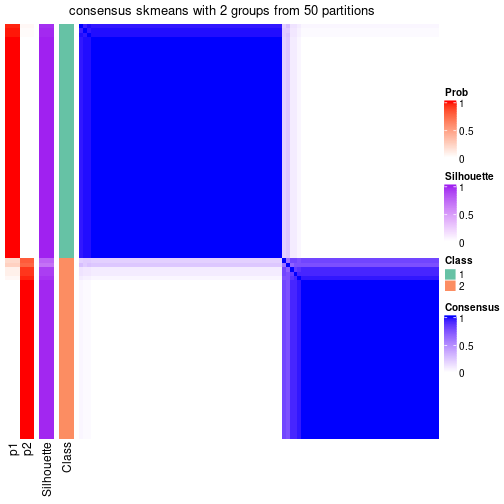 consensus skmeans with 2 groups from 50 partitions
Prob
1
0.5
0
Silhouette
1
0.5
0
Class
1
2
Consensus
1
0.5
0
p1
p2
Silhouette
Class